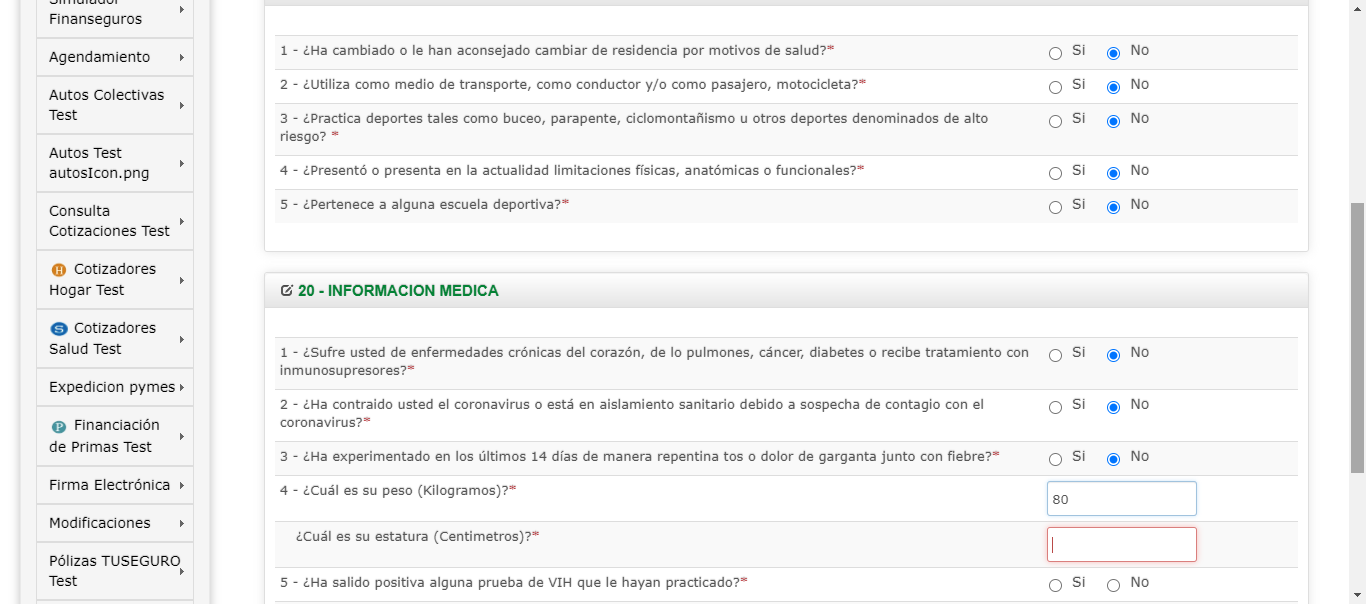 Simulador
Finanseguros
Agendamiento
Autos Colectivas
Test
Autos Test
autosIcon.png
Consulta
Cotizaciones Test
H Cotizadores
Hogar Test
S Cotizadores
Salud Test
Expedicion pymes
P Financiación
de Primas Test
Firma Electrónica
Modificaciones
Pólizas TUSEGURO
Test
1 - ¿Ha cambiado o le han aconsejado cambiar de residencia por motivos de salud?* Si No
2 - ¿Utiliza como medio de transporte, como conductor y/o como pasajero, motocicleta?* Si No
3 - ¿Practica deportes tales como buceo, parapente, ciclomontañismo u otros deportes denominados de alto Si No
riesgo? *
4 - ¿Presentó o presenta en la actualidad limitaciones físicas, anatómicas o funcionales?* Si No
5 - ¿Pertenece a alguna escuela deportiva?* Si No
20 - INFORMACION MEDICA
1 - ¿Sufre usted de enfermedades crónicas del corazón, de lo pulmones, cáncer, diabetes o recibe tratamiento con Si No
inmunosupresores?*
2 - ¿Ha contraido usted el coronavirus o está en aislamiento sanitario debido a sospecha de contagio con el Si No
coronavirus?*
3 - ¿Ha experimentado en los últimos 14 días de manera repentina tos o dolor de garganta junto con fiebre?* Si No
4 - ¿Cuál es su peso (Kilogramos)?* 80
¿Cuál es su estatura (Centimetros)?*
5 - ¿Ha salido positiva alguna prueba de VIH que le hayan practicado?* Si No